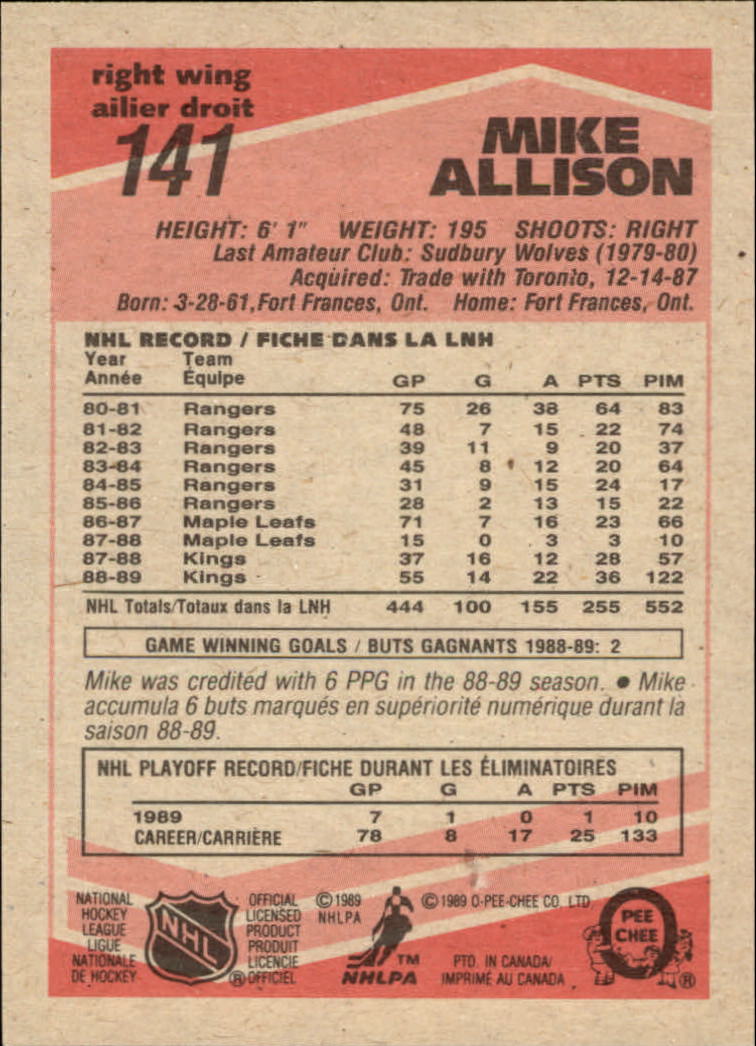 right wing
ailier droit
141
MIKE
ALLISON
HEIGHT: 6' 1" WEIGHT: 195 SHOOTS: RIGHT
Last Amateur Club: Sudbury Wolves (1979-80)
Acquired: Trade with Toronto, 12-14-87
Born: 3-28-61, Fort Frances, Ont. Home: Fort Frances, Ont.
NHL RECORD / FICHE DANS LA LNH
Year Team
Année Équipe GP G A PTS PIM
80-81 Rangers 75 26 38 64 83
81-82 Rangers 48 7 15 22 74
82-83 Rangers 39 11 9 20 37
83-84 Rangers 45 8 12 20 64
84-85 Rangers 31 9 15 24 17
85-86 Rangers 28 2 13 15 22
86-87 Maple Leafs 71 7 16 23 66
87-88 Maple Leafs 15 0 3 3 10
87-88 Kings 37 16 12 28 57
88-89 Kings 55 14 22 36 122
NHL Totals/Totaux dans la LNH 444 100 155 255 552
GAME WINNING GOALS / BUTS GAGNANTS 1988-89: 2
Mike was credited with 6 PPG in the 88-89 season. ● Mike
accumula 6 buts marqués en supériorité numérique durant la
saison 88-89.
NHL PLAYOFF RECORD/FICHE DURANT LES ÉLIMINATOIRES
GP G A PTS PIM
1989 7 1 0 1 10
CAREER/CARRIÈRE 78 8 17 25 133
NATIONAL
HOCKEY
LEAGUE
LIGUE
NATIONALE
DE HOCKEY
NHL
®
OFFICIAL
LICENSED
PRODUCT
PRODUIT
LICENCIE
OFFICIEL
© 1989
NHLPA
TM
NHLPA
© 1989 O-PEE-CHEE CO. LTD.
PTD. IN CANADA/
IMPRIMÉ AU CANADA
O
PEE
CHEE
®